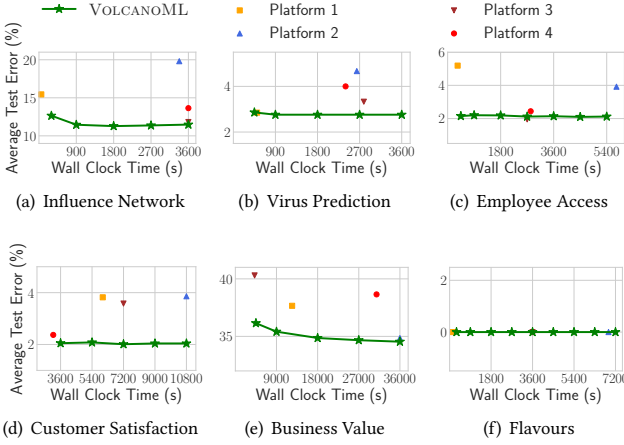 VOLCANOML
Platform 1
Platform 2
Platform 3
Platform 4
Average Test Error (%)
20
15
10
900 1800 2700 3600
Wall Clock Time (s)
(a) Influence Network
4
2
900 1800 2700 3600
Wall Clock Time (s)
(b) Virus Prediction
6
4
2
1800 3600 5400
Wall Clock Time (s)
(c) Employee Access
Average Test Error (%)
4
2
3600 5400 7200 9000 10800
Wall Clock Time (s)
(d) Customer Satisfaction
40
35
9000 18000 27000 36000
Wall Clock Time (s)
(e) Business Value
2
0
1800 3600 5400 7200
Wall Clock Time (s)
(f) Flavours